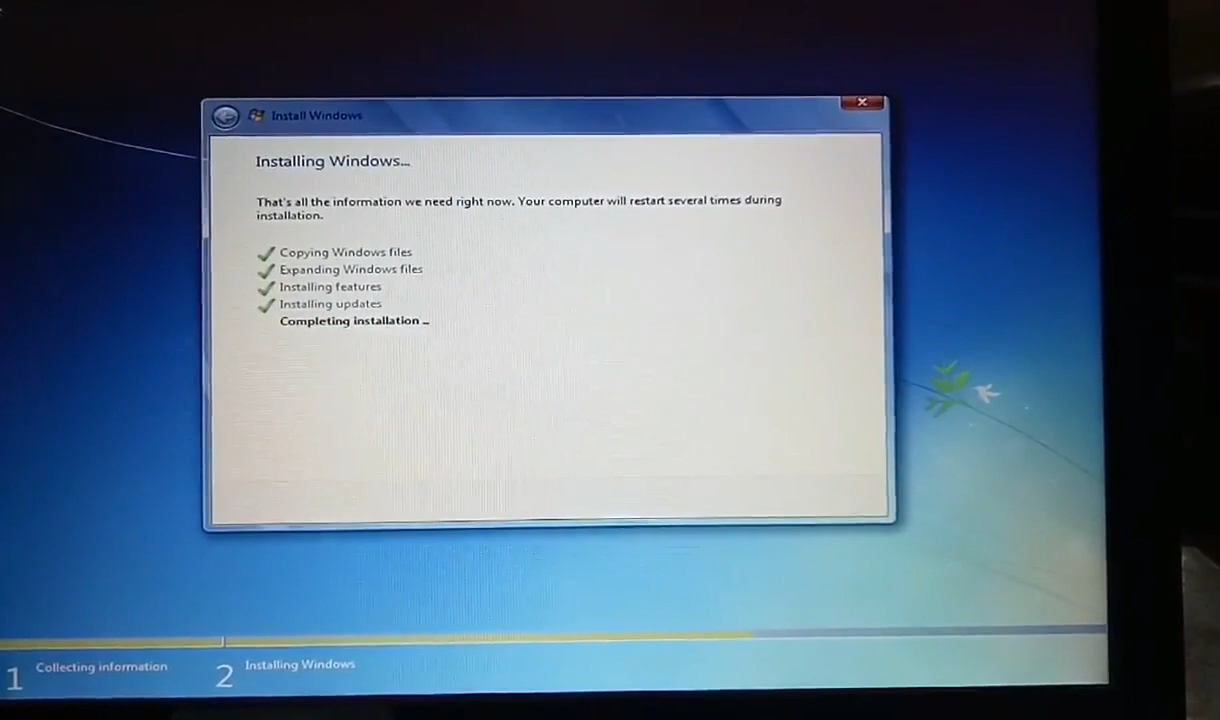 Install Windows
Installing Windows...
That's all the information we need right now. Your computer will restart several times during
installation.
Copying Windows files
Expanding Windows files
Installing features
Installing updates
Completing installation ...
1 Collecting information
2 Installing Windows